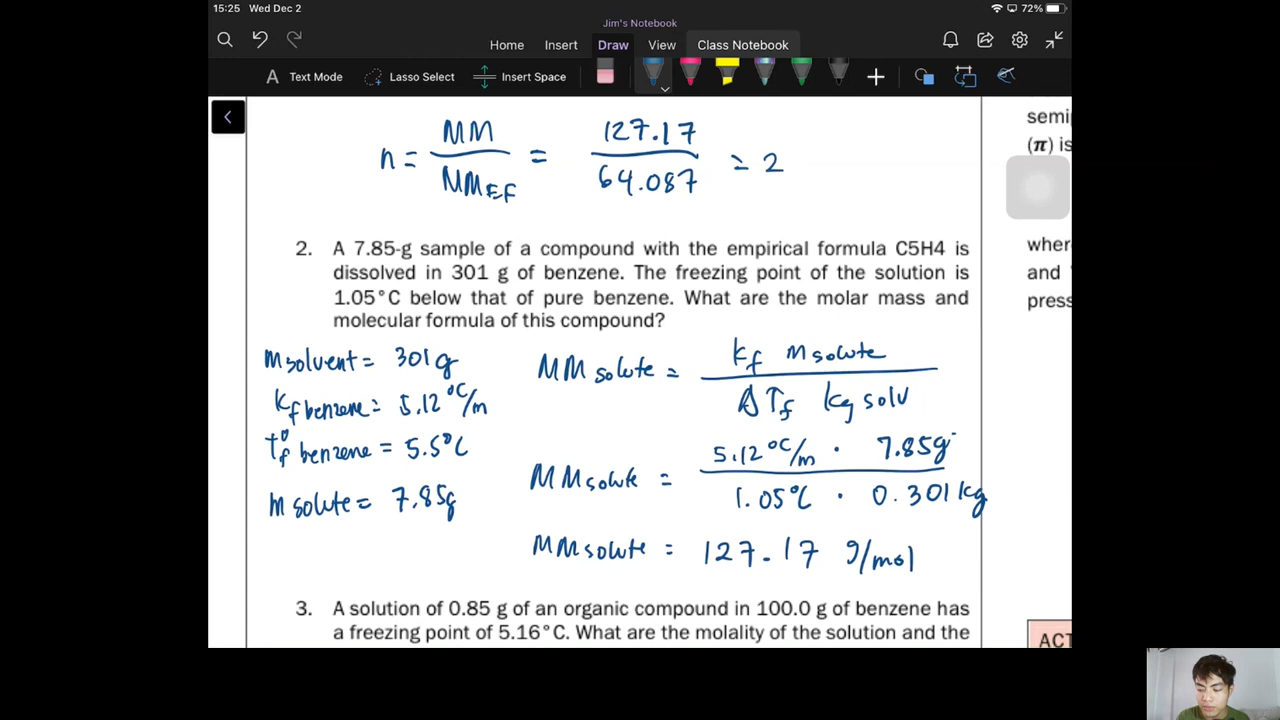 15:25 Wed Dec 2
72%
Jim's Notebook
Home Insert Draw View Class Notebook
A Text Mode Lasso Select Insert Space
n = MM / MM EF = 127.17 / 64.087 = 2
2. A 7.85-g sample of a compound with the empirical formula C5H4 is
dissolved in 301 g of benzene. The freezing point of the solution is
1.05°C below that of pure benzene. What are the molar mass and
molecular formula of this compound?
m solvent = 301 g
Kf benzene = 5.12 °C/m
t°f benzene = 5.5°C
m solute = 7.85g
MM solute = Kf m solute / ΔTf kg solv
MM solute = 5.12 °C/m · 7.85g / 1.05°C · 0.301 kg
MM solute = 127.17 g/mol
3. A solution of 0.85 g of an organic compound in 100.0 g of benzene has
a freezing point of 5.16°C. What are the molality of the solution and the
semi
(π) is
where
and
press
ACT